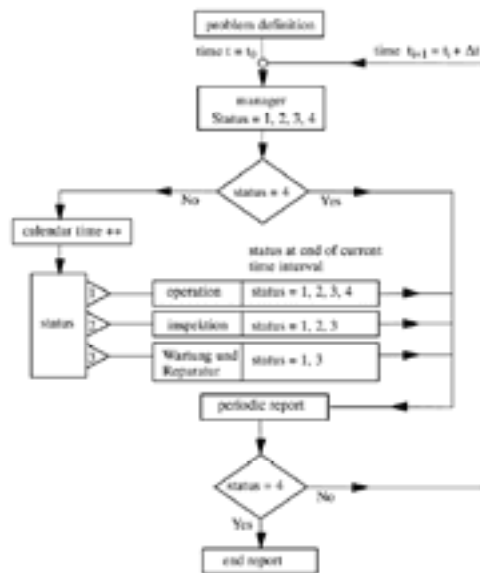 problem definition
time t = t₀
time tᵢ₊₁ = tᵢ + Δt
manager
Status = 1, 2, 3, 4
status = 4
No
Yes
calendar time ++
status at end of current
time interval
status
1
operation
status = 1, 2, 3, 4
2
inspektion
status = 1, 2, 3
3
Wartung und
Reparatur
status = 1, 3
periodic report
status = 4
No
Yes
end report